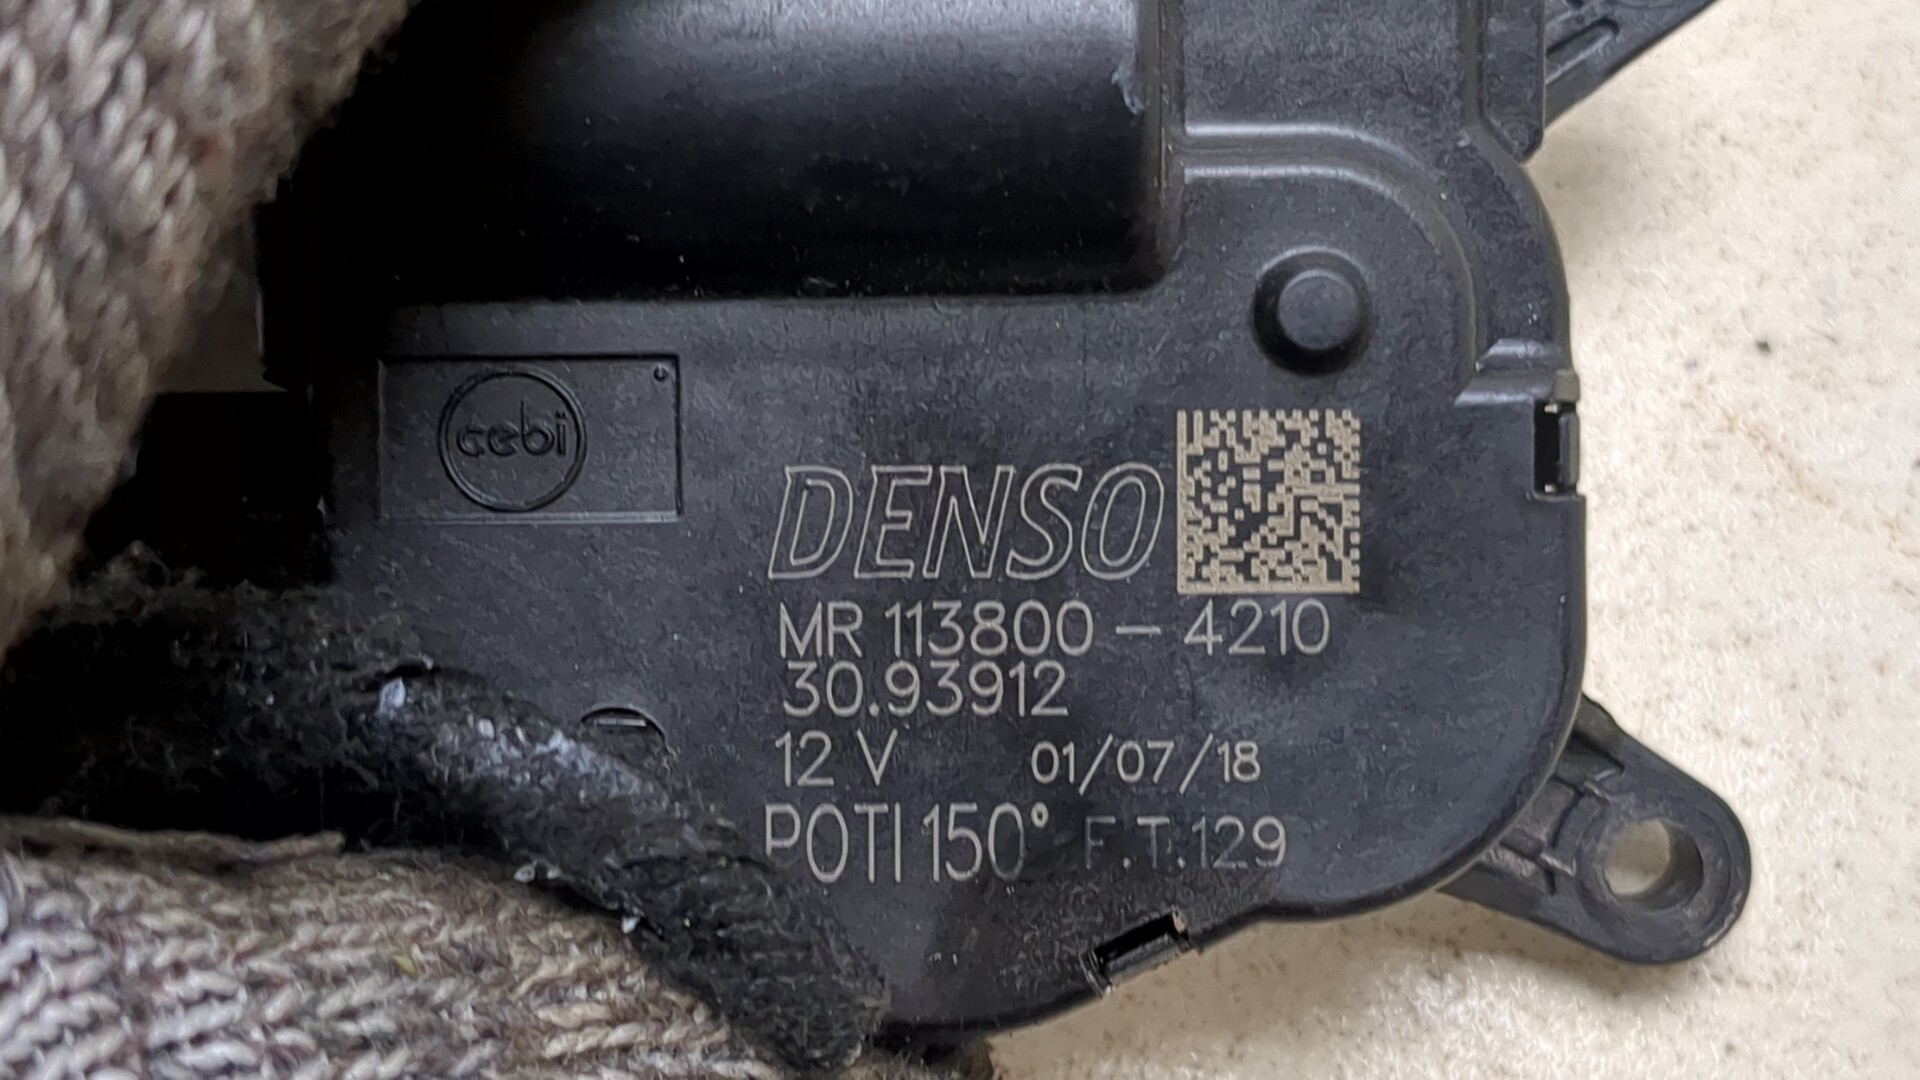 cebi
DENSO
MR 113800 - 4210
30.93912
12 V 01/07/18
POTI 150° F.T.129